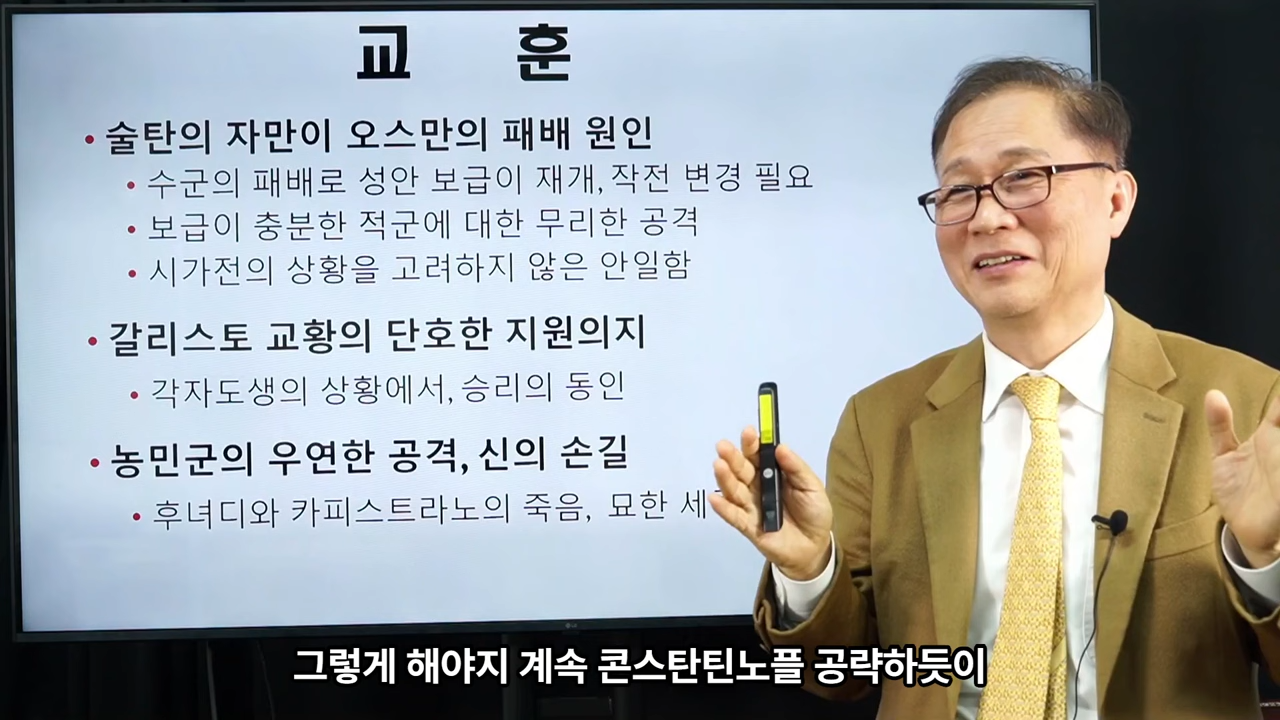 교 훈
• 술탄의 자만이 오스만의 패배 원인
• 수군의 패배로 성안 보급이 재개, 작전 변경 필요
• 보급이 충분한 적군에 대한 무리한 공격
• 시가전의 상황을 고려하지 않은 안일함
• 갈리스토 교황의 단호한 지원의지
• 각자도생의 상황에서, 승리의 동인
• 농민군의 우연한 공격, 신의 손길
• 후녀디와 카피스트라노의 죽음, 묘한
LG
그렇게 해야지 계속 콘스탄틴노플 공략하듯이